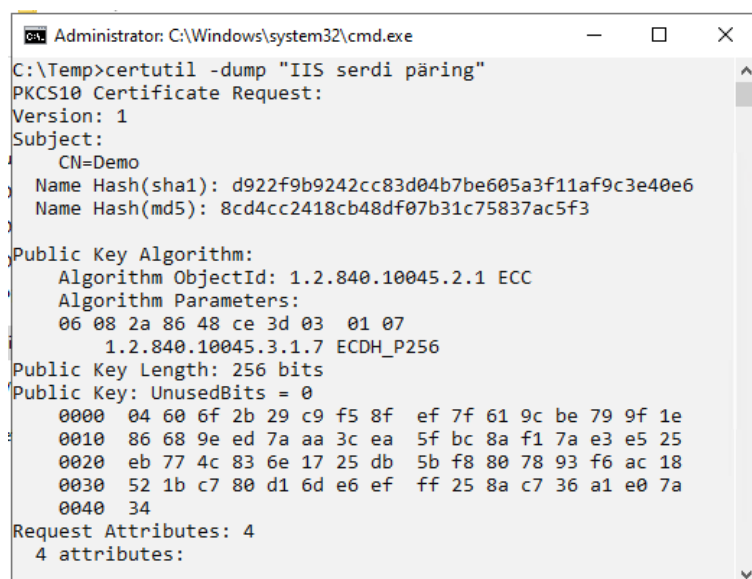 Administrator: C:\Windows\system32\cmd.exe
C:\Temp>certutil -dump "IIS serdi päring"
PKCS10 Certificate Request:
Version: 1
Subject:
    CN=Demo
  Name Hash(sha1): d922f9b9242cc83d04b7be605a3f11af9c3e40e6
  Name Hash(md5): 8cd4cc2418cb48df07b31c75837ac5f3

Public Key Algorithm:
    Algorithm ObjectId: 1.2.840.10045.2.1 ECC
    Algorithm Parameters:
    06 08 2a 86 48 ce 3d 03  01 07
        1.2.840.10045.3.1.7 ECDH_P256
Public Key Length: 256 bits
Public Key: UnusedBits = 0
    0000  04 60 6f 2b 29 c9 f5 8f  ef 7f 61 9c be 79 9f 1e
    0010  86 68 9e ed 7a aa 3c ea  5f bc 8a f1 7a e3 e5 25
    0020  eb 77 4c 83 6e 17 25 db  5b f8 80 78 93 f6 ac 18
    0030  52 1b c7 80 d1 6d e6 ef  ff 25 8a c7 36 a1 e0 7a
    0040  34
Request Attributes: 4
  4 attributes: